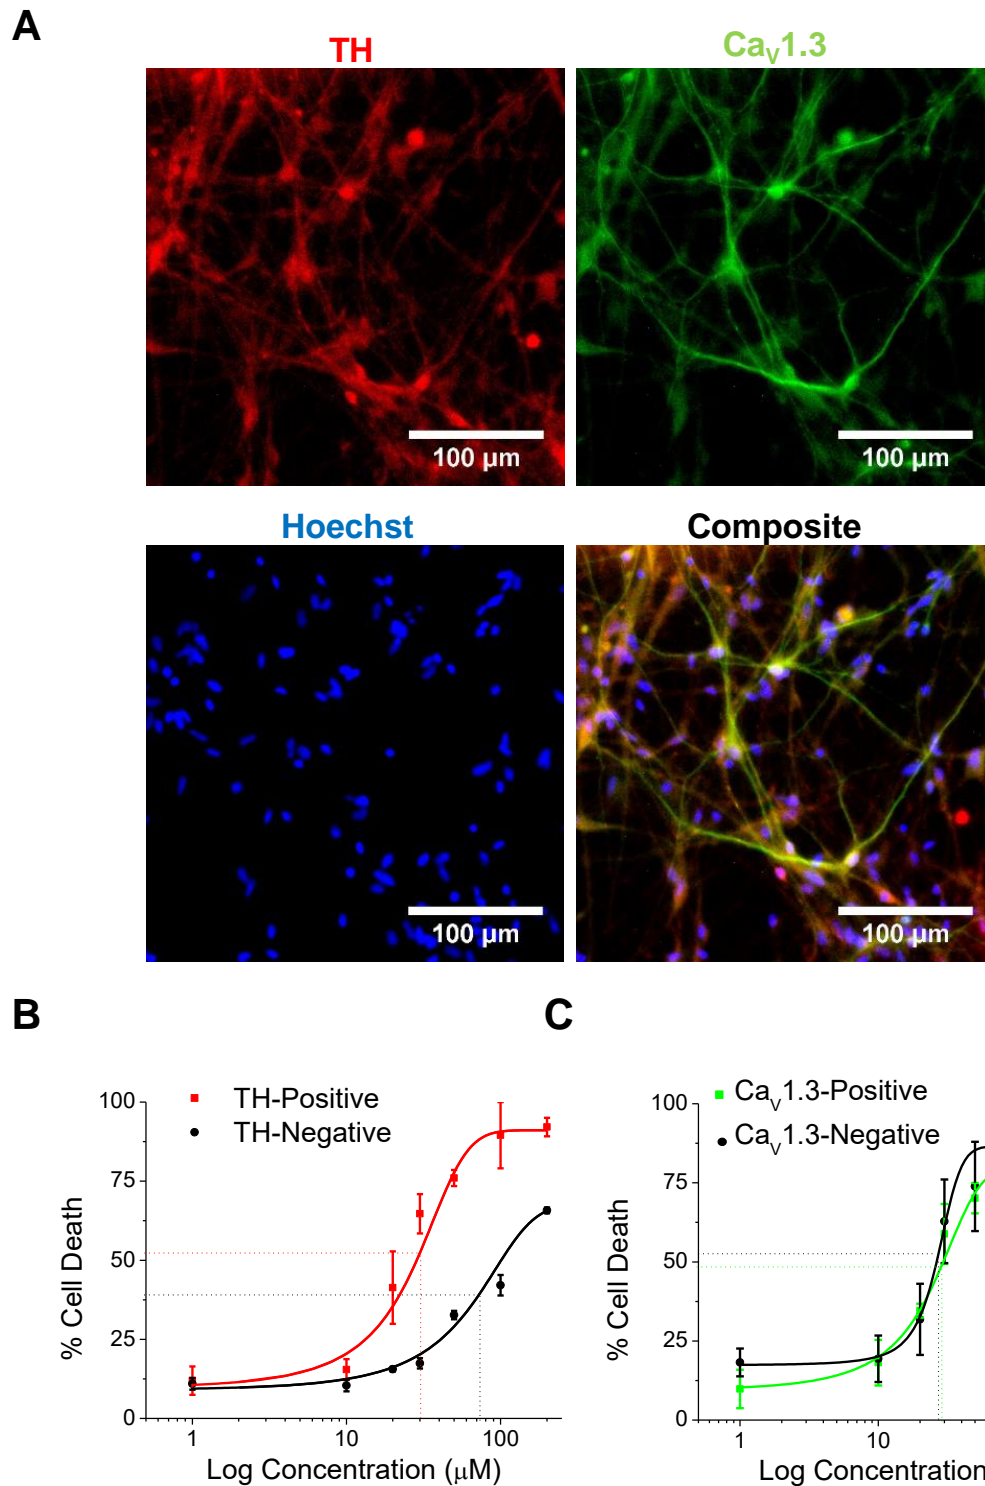 A
TH
CaV1.3
100 µm
100 µm
Hoechst
Composite
100 µm
100 µm
B
C
TH-Positive
TH-Negative
100
75
50
25
0
% Cell Death
1
10
100
Log Concentration (µM)
CaV1.3-Positive
CaV1.3-Negative
100
75
50
25
0
% Cell Death
1
10
Log Concentration